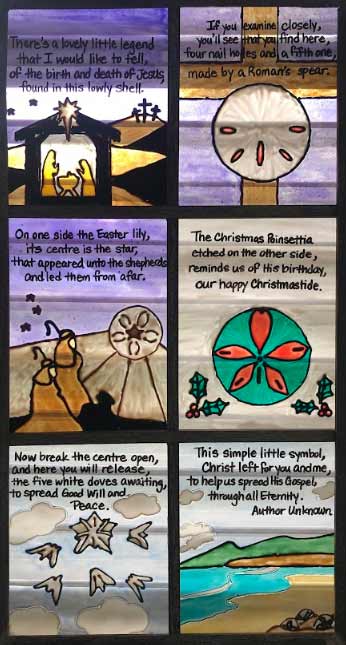 There's a lovely little legend
that I would like to tell,
of the birth and death of Jesus,
found in this lowly shell.
If you examine closely,
you'll see that you find here,
four nail holes and a fifth one,
made by a Roman's spear.
On one side the Easter lily,
its centre is the star,
that appeared unto the shepherds
and led them from afar.
The Christmas Poinsettia
etched on the other side,
reminds us of His birthday,
our happy Christmastide.
Now break the centre open,
and here you will release,
the five white doves awaiting,
to spread Good Will and
Peace.
This simple little symbol,
Christ left for you and me,
to help us spread His Gospel,
through all Eternity.
Author Unknown